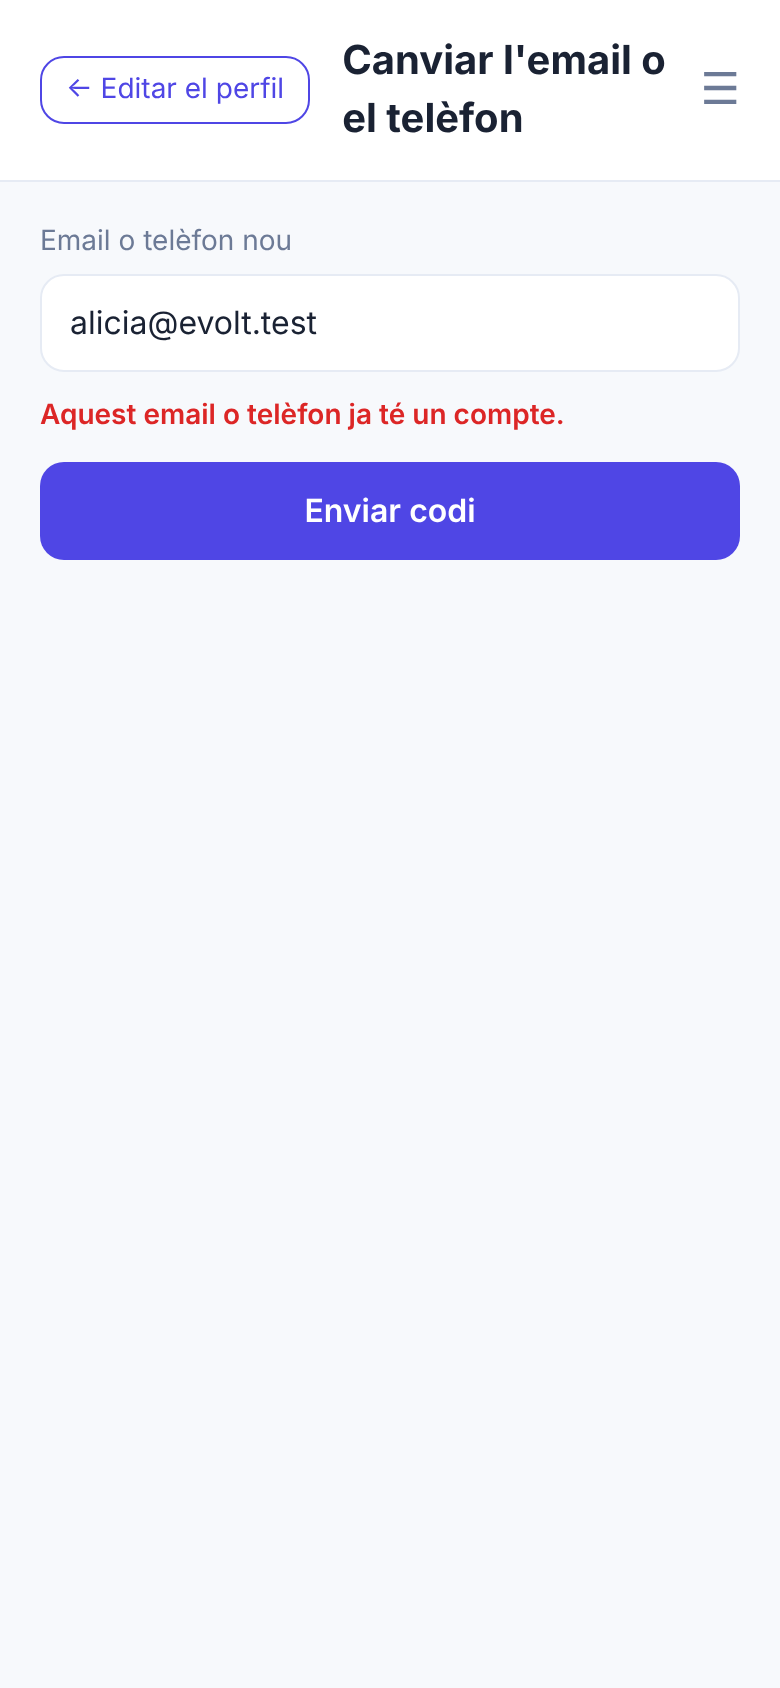 ← Editar el perfil
Canviar l'email o
el telèfon
☰
Email o telèfon nou
alicia@evolt.test
Aquest email o telèfon ja té un compte.
Enviar codi